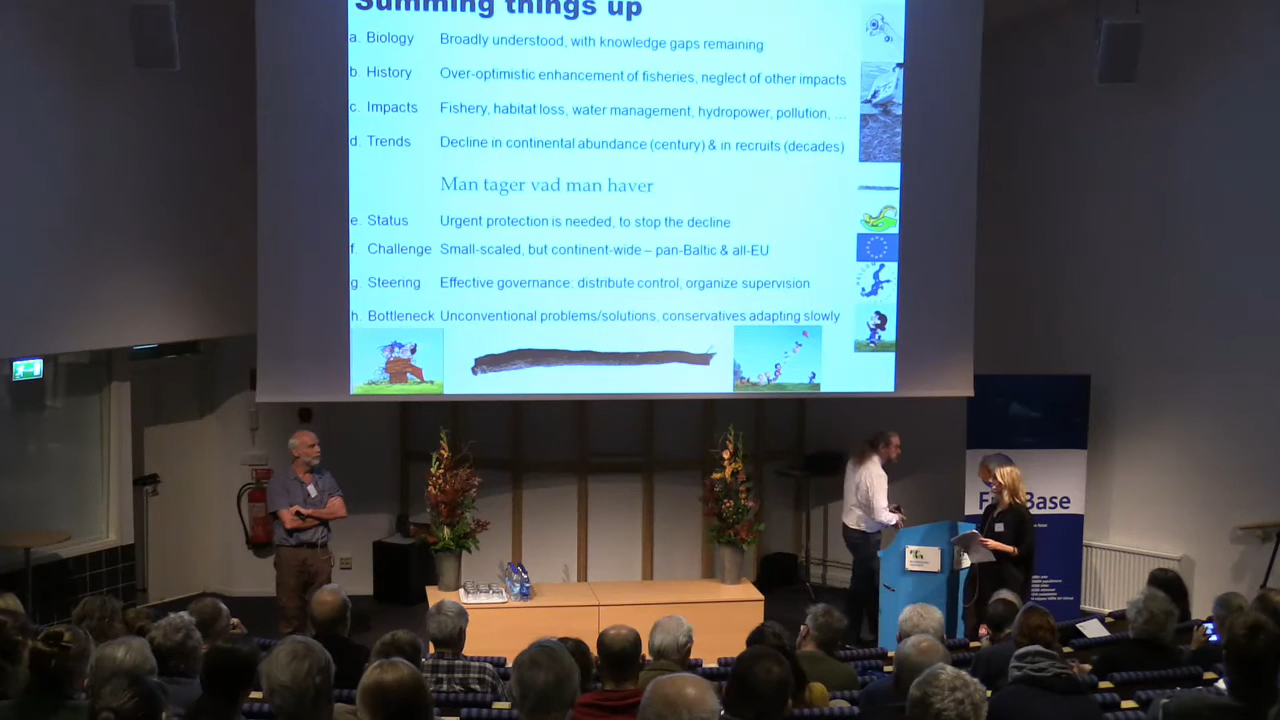 Summing things up
a. Biology Broadly understood, with knowledge gaps remaining
b. History Over-optimistic enhancement of fisheries, neglect of other impacts
c. Impacts Fishery, habitat loss, water management, hydropower, pollution, ...
d. Trends Decline in continental abundance (century) & in recruits (decades)
Man tager vad man haver
e. Status Urgent protection is needed, to stop the decline
f. Challenge Small-scaled, but continent-wide – pan-Baltic & all-EU
g. Steering Effective governance: distribute control, organize supervision
h. Bottleneck Unconventional problems/solutions, conservatives adapting slowly
Base